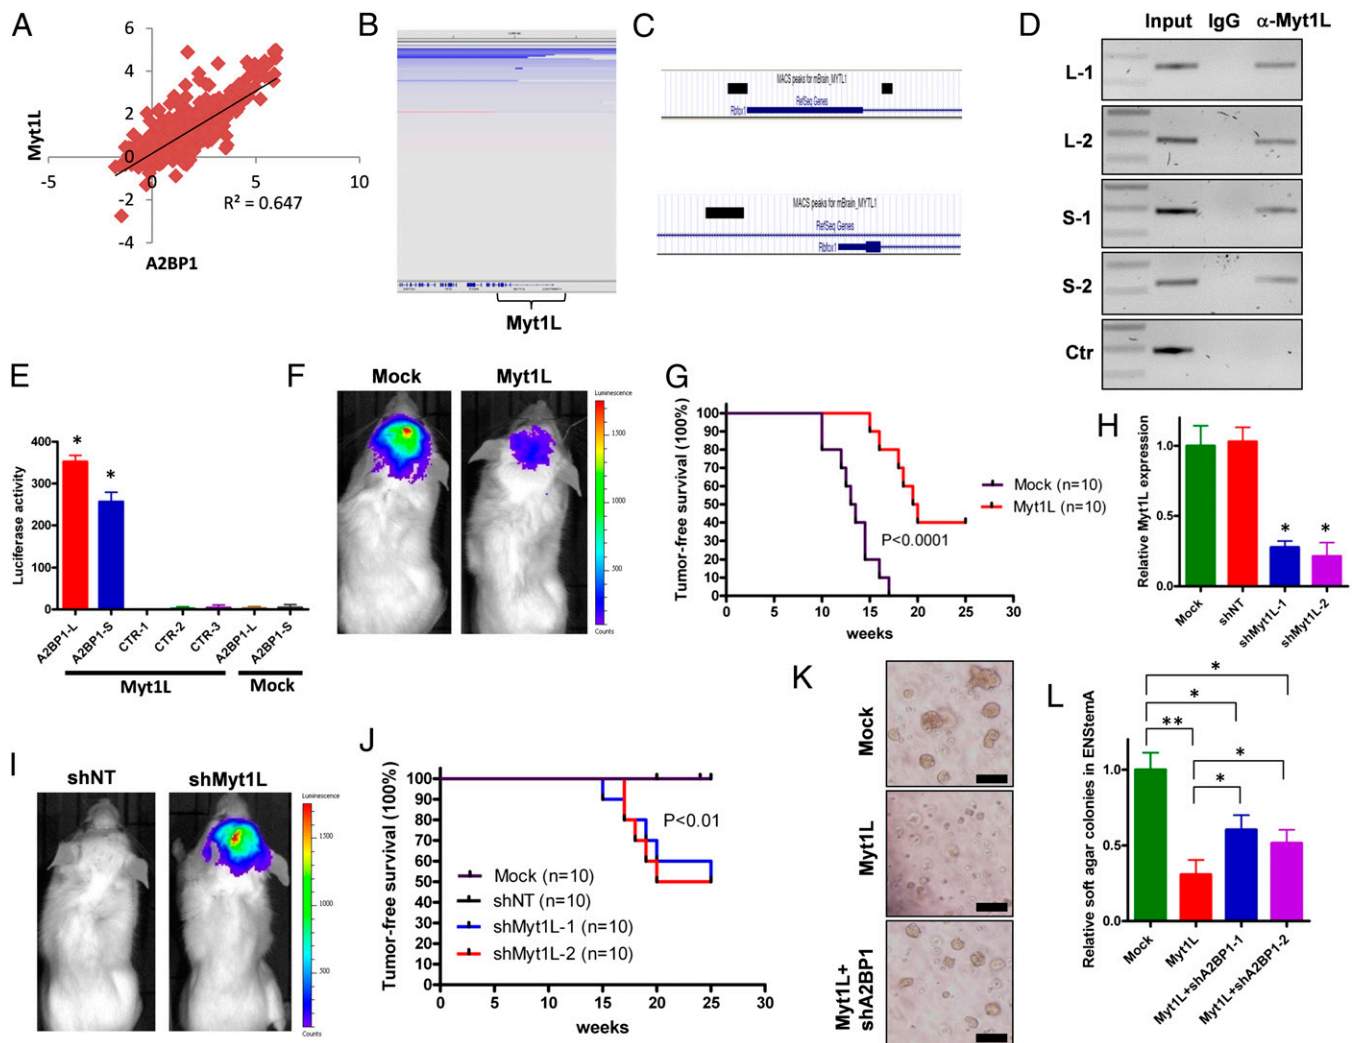 A
6
4
2
0
-2
-4
-5
0
5
10
Myt1L
R² = 0.647
A2BP1
B
Myt1L
C
MACS peaks for mBrain_MYTL1
RefSeq Genes
Rbfox1
MACS peaks for mBrain_MYTL1
RefSeq Genes
Rbfox1
D
Input IgG α-Myt1L
L-1
L-2
S-1
S-2
Ctr
E
Luciferase activity
400
300
200
100
0
*
*
A2BP1-L
A2BP1-S
CTR-1
CTR-2
CTR-3
A2BP1-L
A2BP1-S
Myt1L
Mock
F
Mock
Myt1L
Luminescence
1500
1000
500
Counts
G
Tumor-free survival (100%)
100
90
80
70
60
50
40
30
20
10
0
0 5 10 15 20 25 30
weeks
Mock (n=10)
Myt1L (n=10)
P<0.0001
H
Relative Myt1L expression
1.0
0.5
0.0
*
*
Mock
shNT
shMyt1L-1
shMyt1L-2
I
shNT
shMyt1L
Luminescence
1500
1000
500
Counts
J
Tumor-free survival (100%)
100
90
80
70
60
50
40
30
20
10
0
0 5 10 15 20 25 30
weeks
P<0.01
Mock (n=10)
shNT (n=10)
shMyt1L-1 (n=10)
shMyt1L-2 (n=10)
K
Mock
Myt1L
Myt1L+
shA2BP1
L
Relative soft agar colonies in ENStemA
1.0
0.5
0.0
*
*
**
*
*
Mock
Myt1L
Myt1L+shA2BP1-1
Myt1L+shA2BP1-2